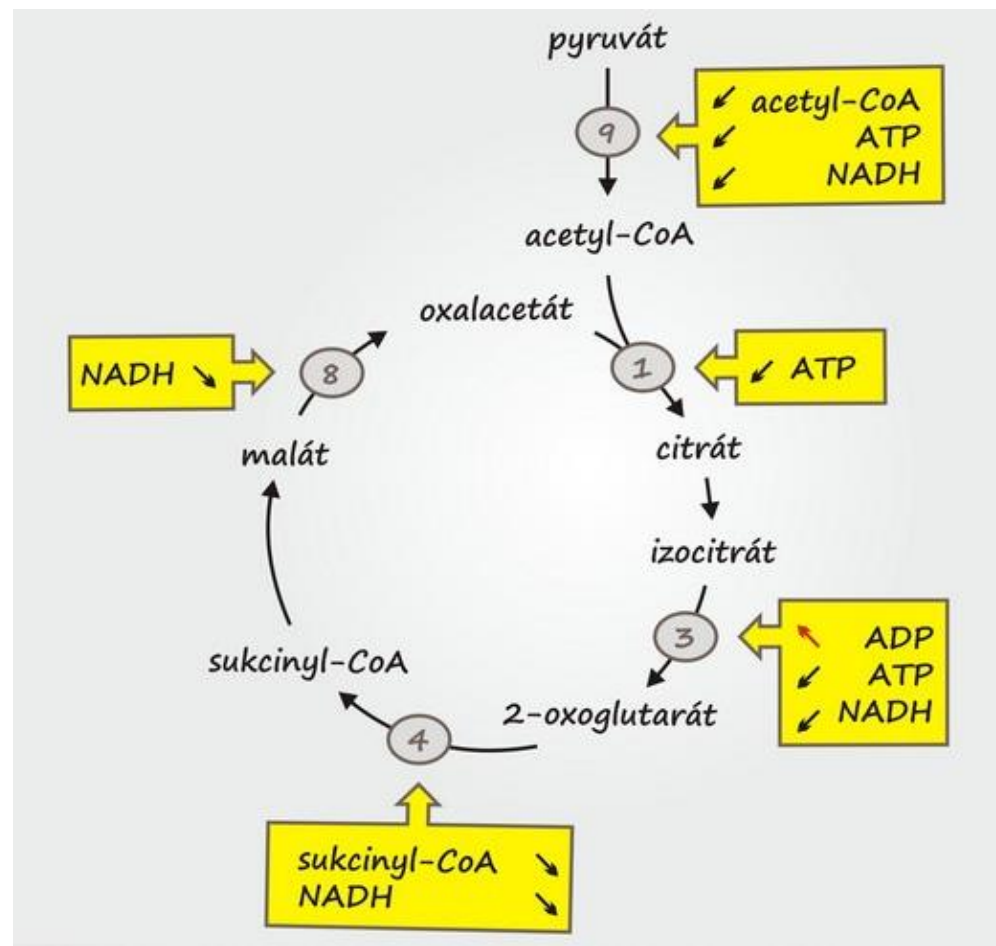 pyruvát
9
acetyl-CoA
ATP
NADH
acetyl-CoA
oxalacetát
NADH
8
1
ATP
malát
citrát
izocitrát
3
ADP
ATP
NADH
sukcinyl-CoA
2-oxoglutarát
4
sukcinyl-CoA
NADH